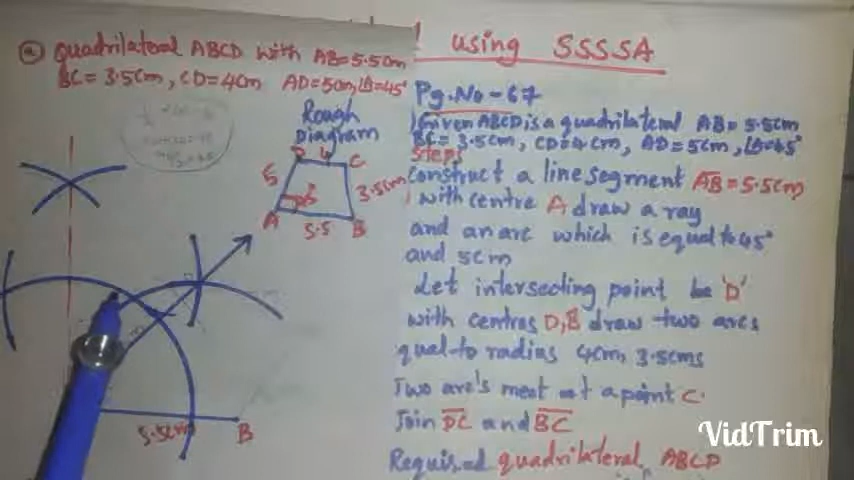 using SSSSA
ⓐ quadrilateral ABCD with AB=5.5cm
BC=3.5cm, CD=4cm AD=5cm, ∠A=45°
Pg.No-67
Rough
Diagram
D 4 C
5
3.5cm
A 5.5 B
Given ABCD is a quadrilateral AB=5.5cm
BC=3.5cm, CD=4cm, AD=5cm, ∠A=45°
Steps
Construct a line segment AB=5.5cm
with centre A draw a ray
and an arc which is equal to 45°
and 5cm
Let intersecting point be 'D'
with centres D,B draw two arcs
qual to radius 4cm, 3.5cms
Two arc's meet at a point C.
Join DC and BC
Required quadrilateral ABCD
5.5cm B
VidTrim